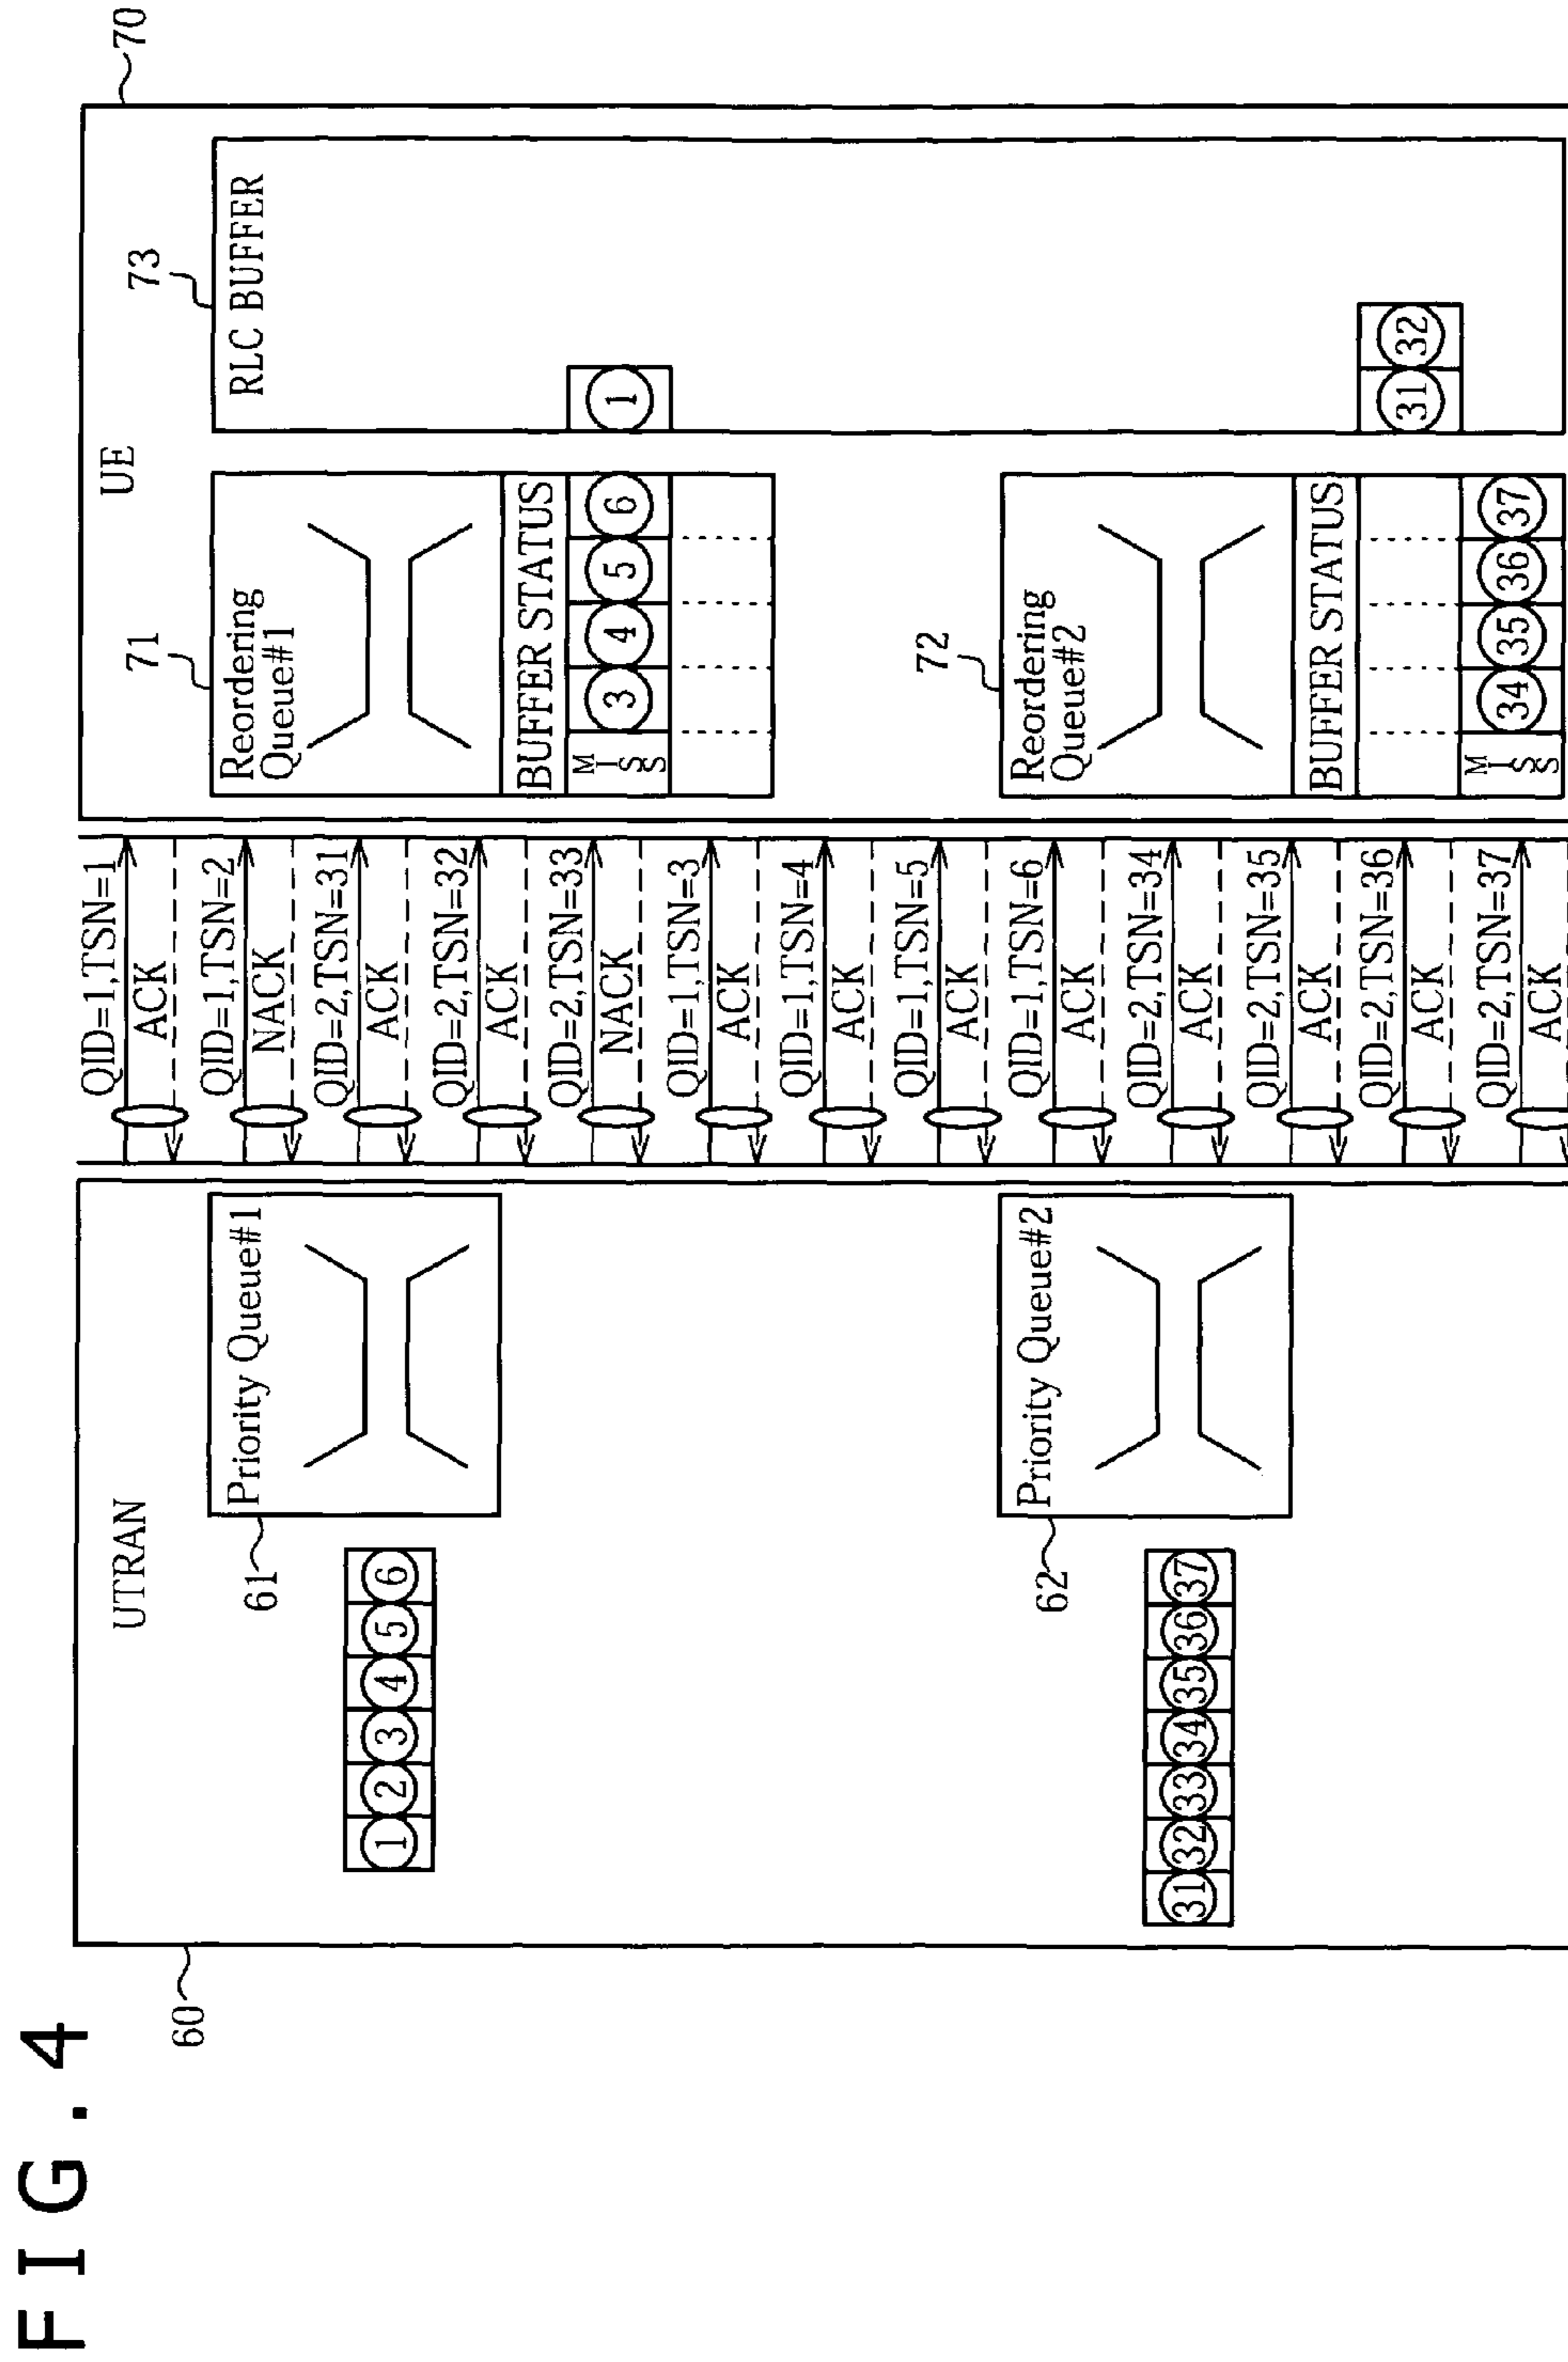 FIG.4
60
UTRAN
61
Priority Queue#1
1 2 3 4 5 6
62
Priority Queue#2
31 32 33 34 35 36 37
QID=1,TSN=1
ACK
QID=1,TSN=2
NACK
QID=2,TSN=31
ACK
QID=2,TSN=32
ACK
QID=2,TSN=33
NACK
QID=1,TSN=3
ACK
QID=1,TSN=4
ACK
QID=1,TSN=5
ACK
QID=1,TSN=6
ACK
QID=2,TSN=34
ACK
QID=2,TSN=35
ACK
QID=2,TSN=36
ACK
QID=2,TSN=37
ACK
70
UE
71
Reordering
Queue#1
BUFFER STATUS
MISS 3 4 5 6
72
Reordering
Queue#2
BUFFER STATUS
MISS 34 35 36 37
73
RLC BUFFER
1
31 32